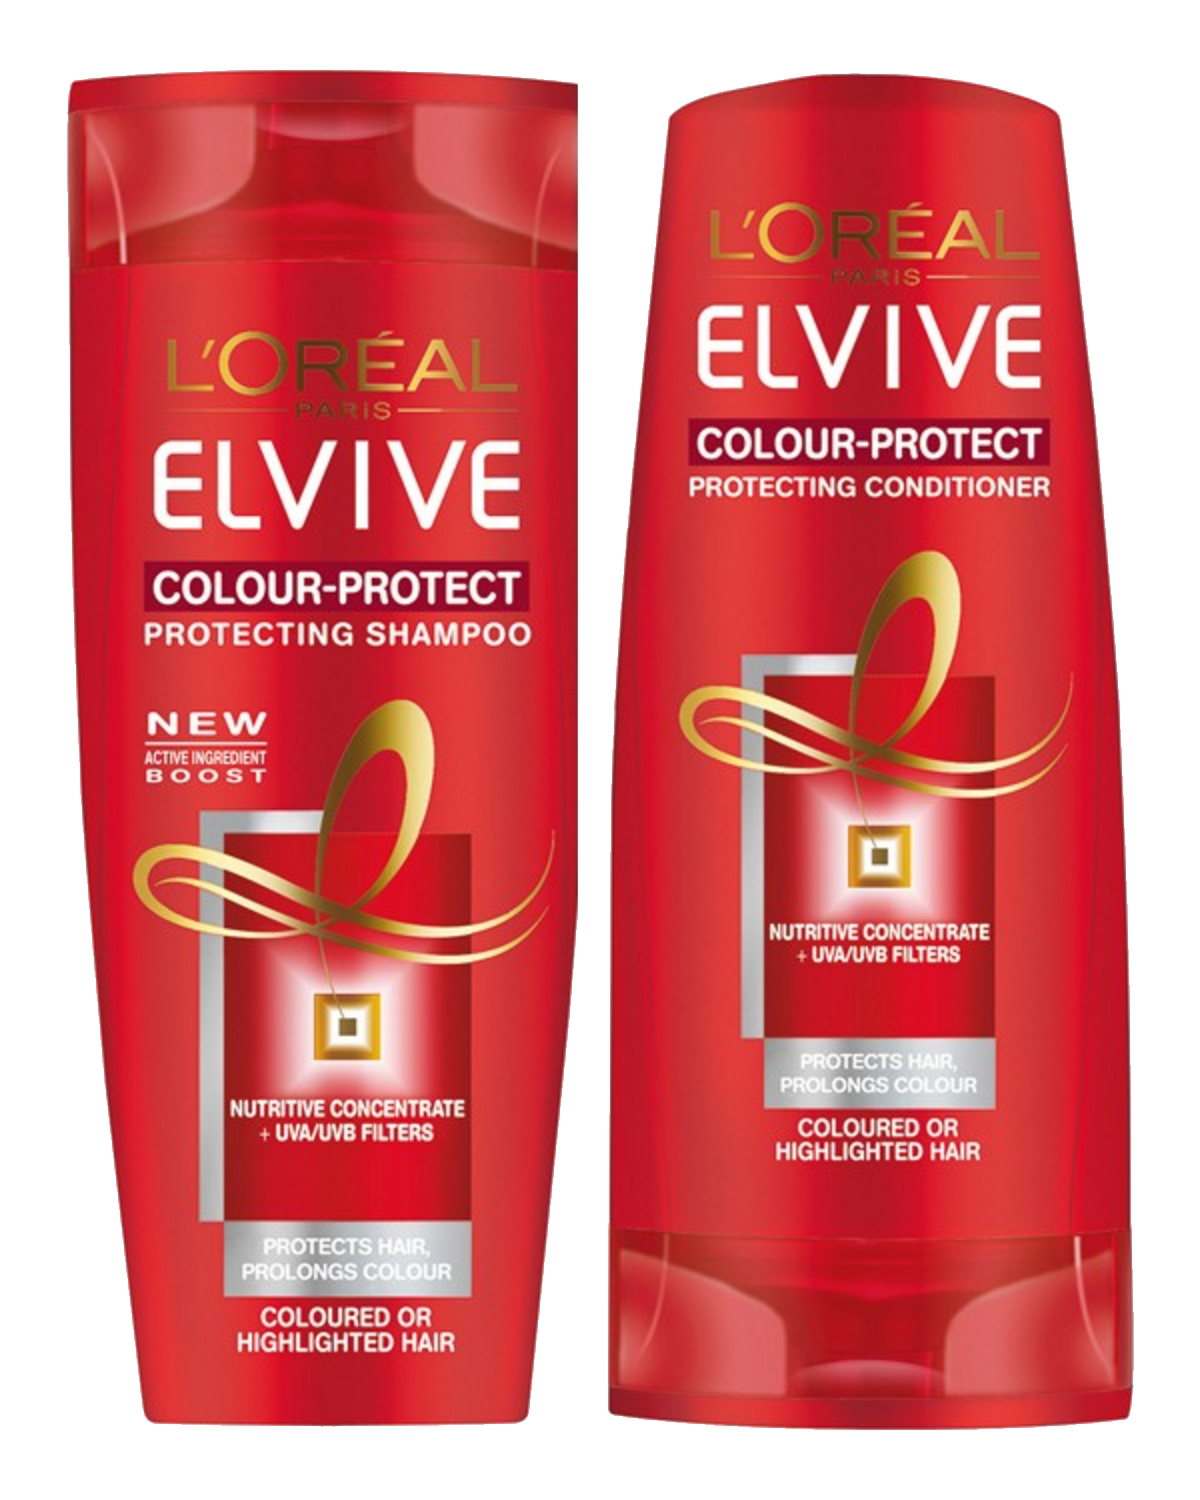 L'ORÉAL
PARIS
ELVIVE
COLOUR-PROTECT
PROTECTING SHAMPOO
NEW
ACTIVE INGREDIENT
BOOST
NUTRITIVE CONCENTRATE
+ UVA/UVB FILTERS
PROTECTS HAIR,
PROLONGS COLOUR
COLOURED OR
HIGHLIGHTED HAIR
L'ORÉAL
PARIS
ELVIVE
COLOUR-PROTECT
PROTECTING CONDITIONER
NUTRITIVE CONCENTRATE
+ UVA/UVB FILTERS
PROTECTS HAIR,
PROLONGS COLOUR
COLOURED OR
HIGHLIGHTED HAIR